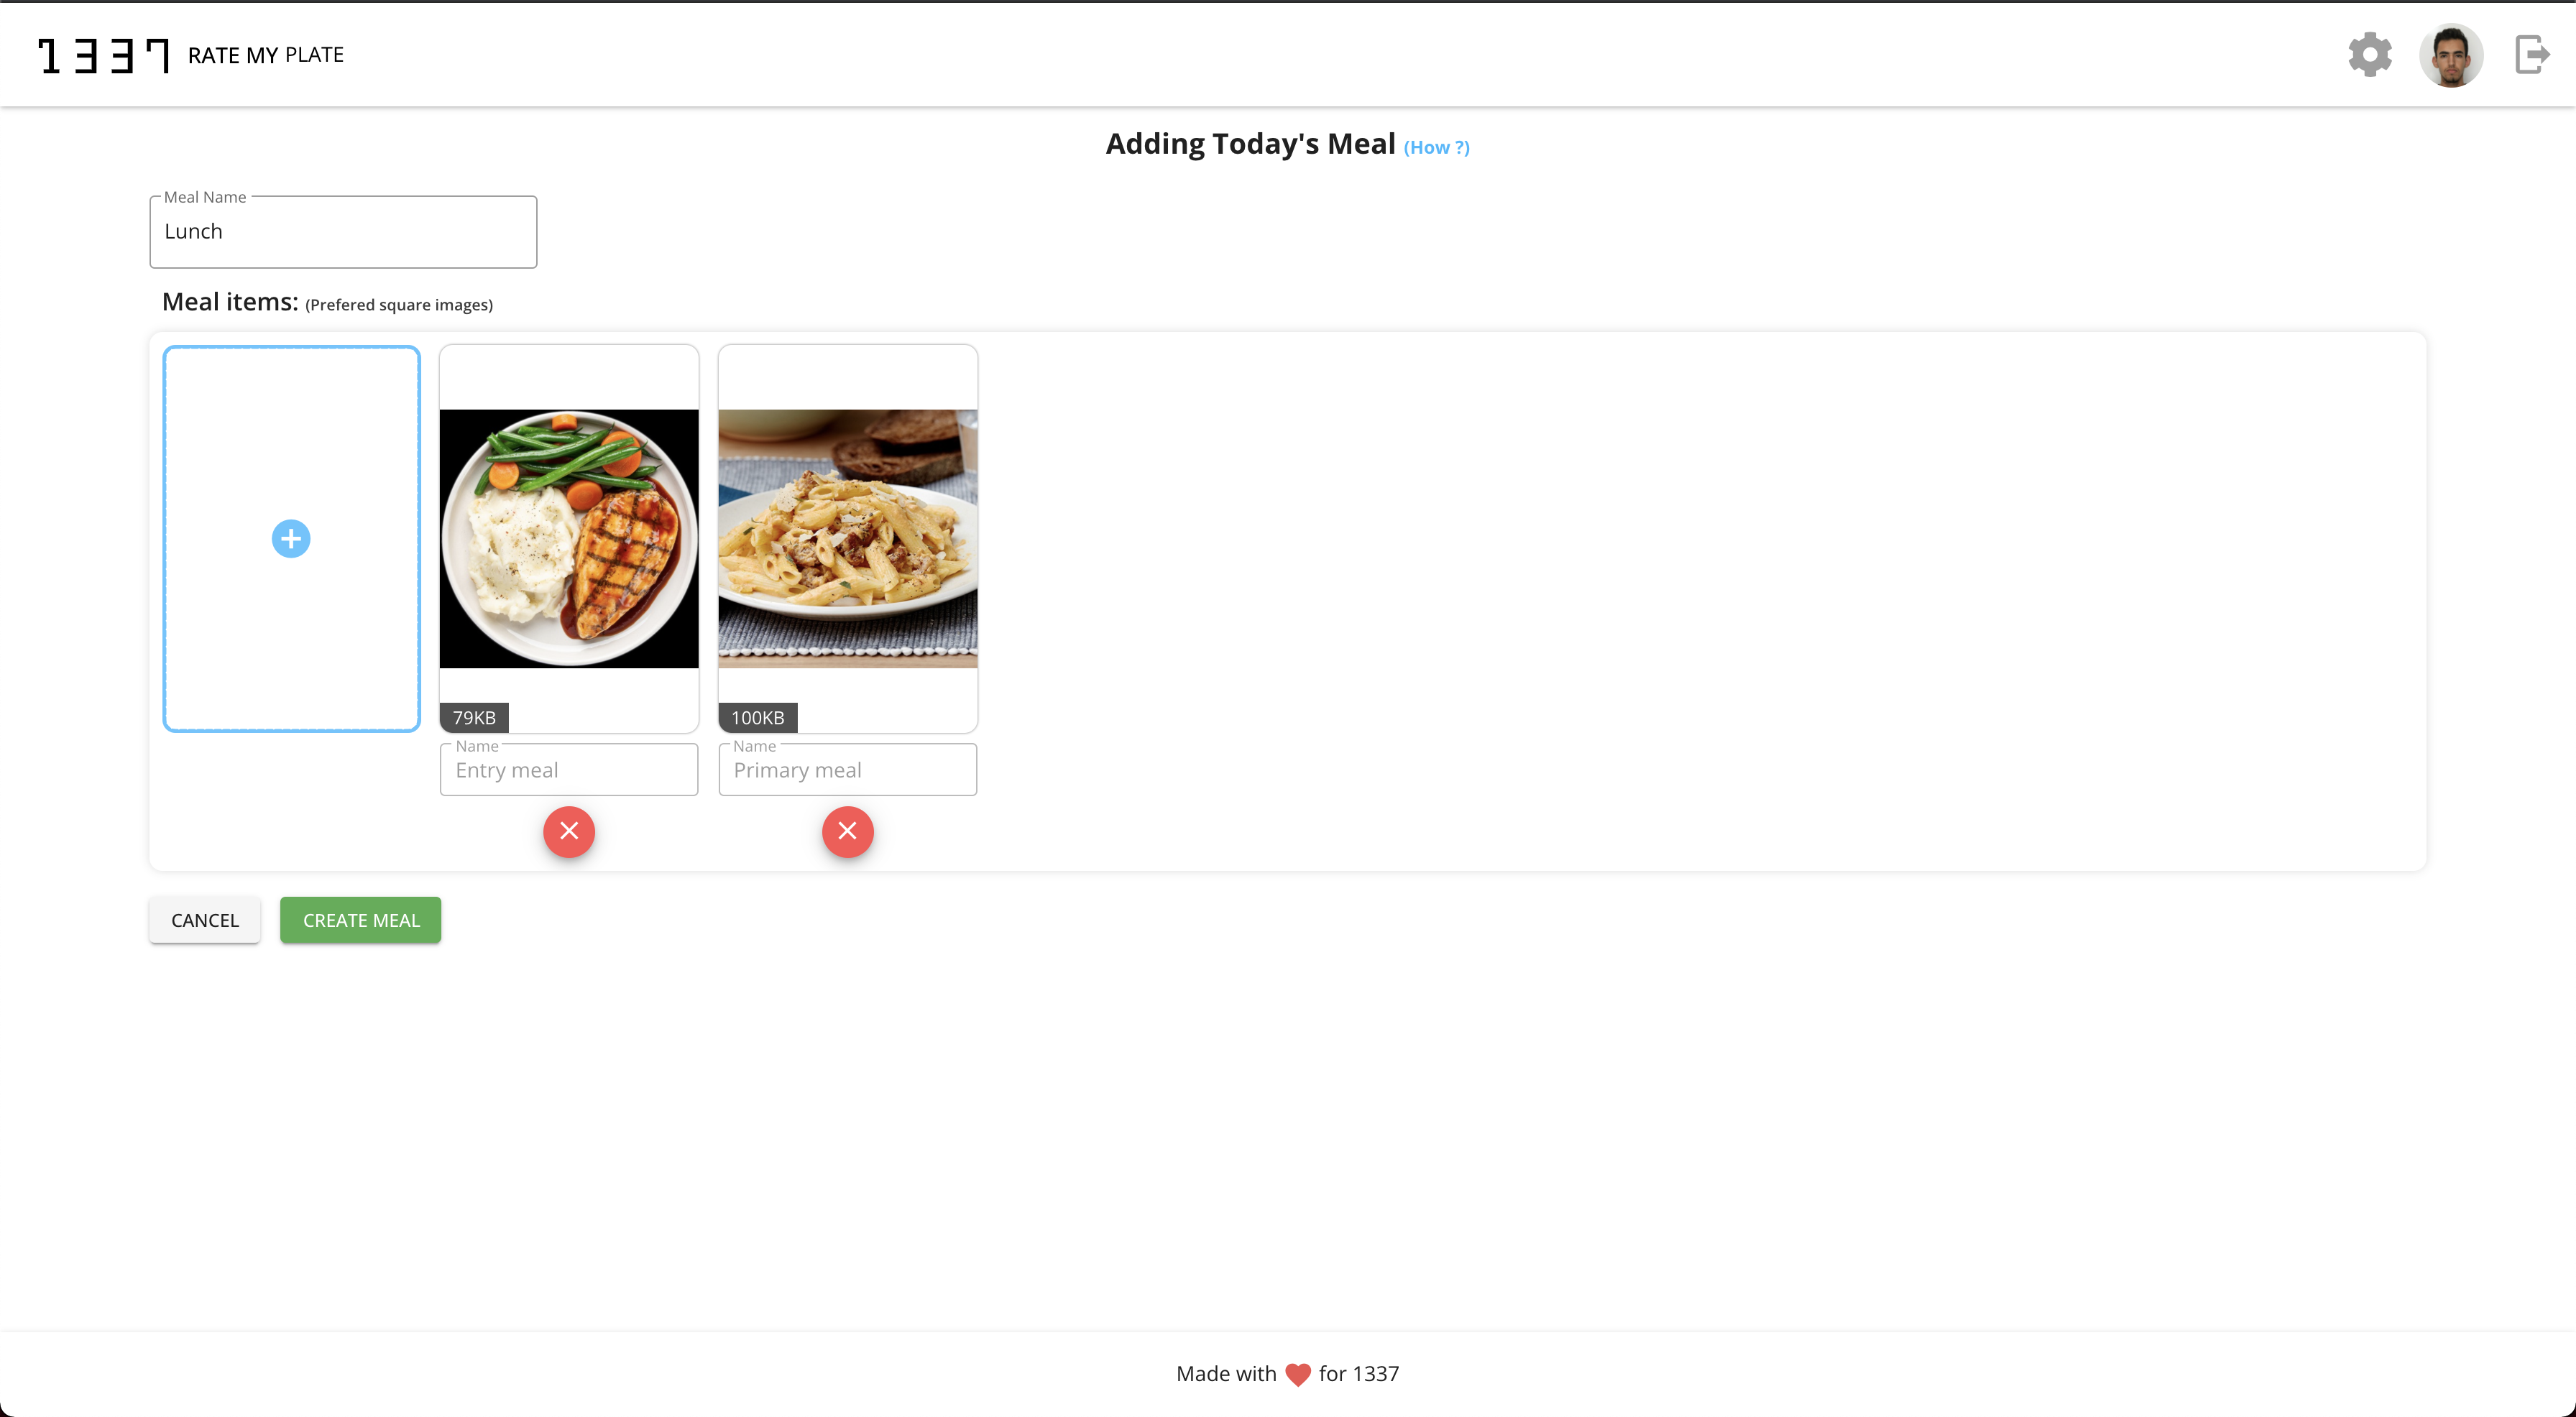 1337 RATE MY PLATE
Adding Today's Meal (How ?)
Meal Name
Lunch
Meal items: (Prefered square images)
79KB
100KB
Name
Entry meal
Name
Primary meal
CANCEL
CREATE MEAL
Made with for 1337